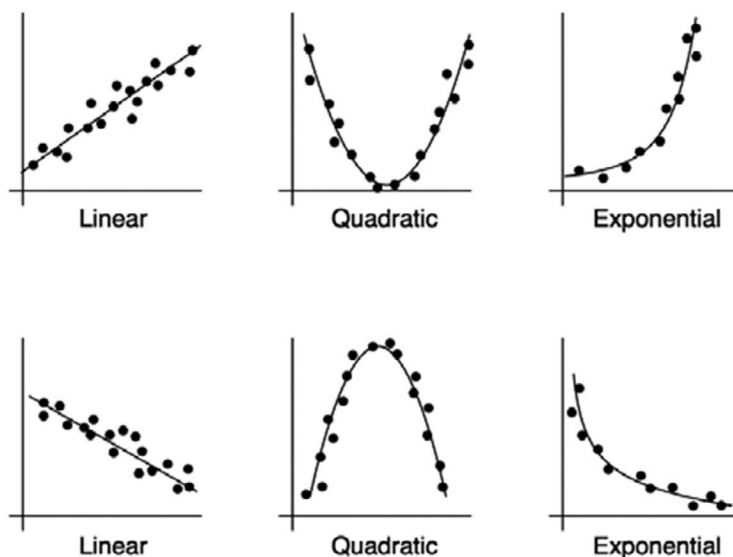 Linear
Quadratic
Exponential
Linear
Quadratic
Exponential